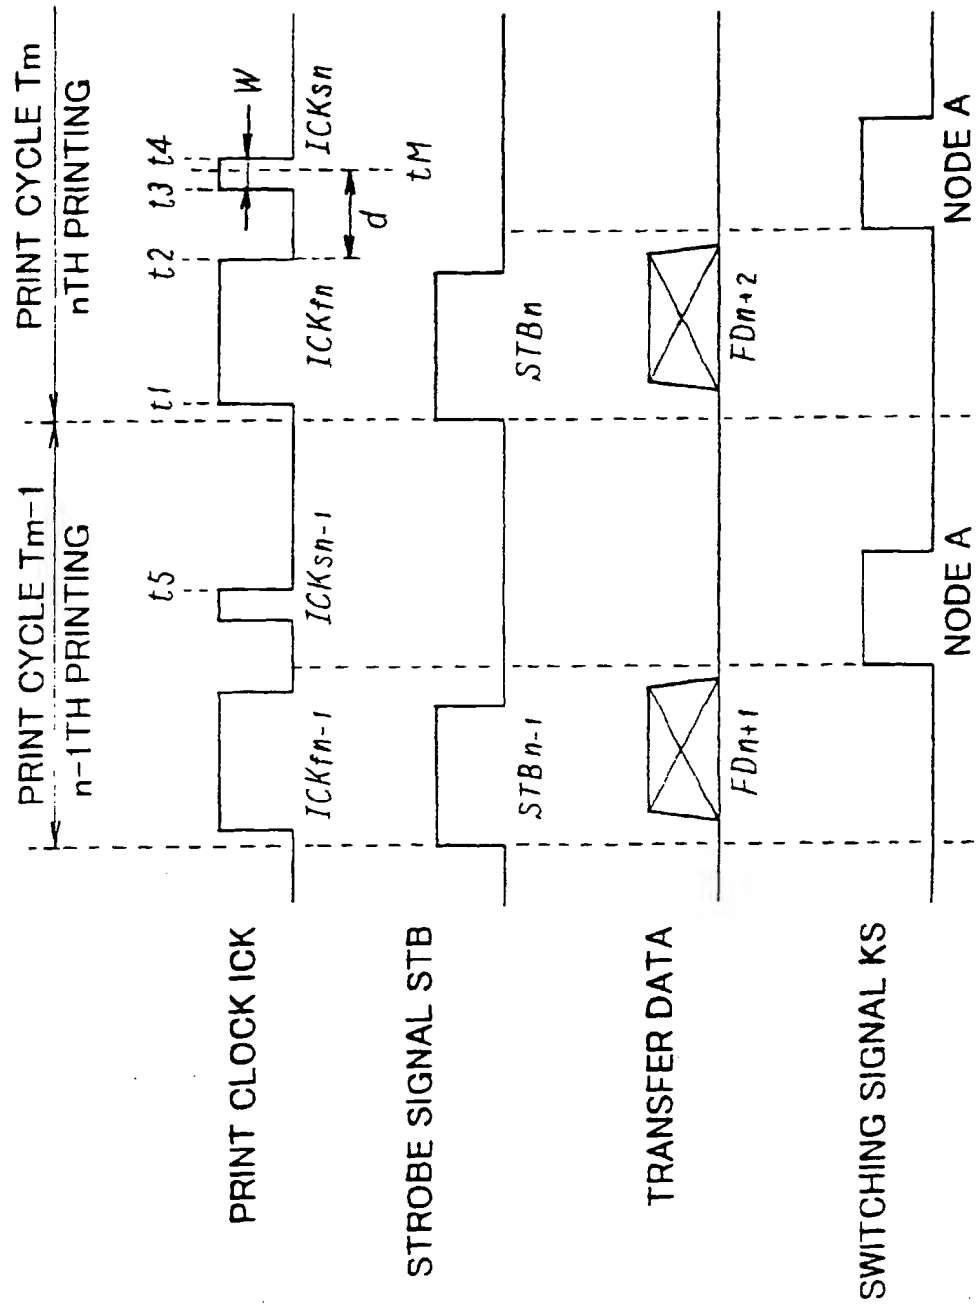 PRINT CYCLE Tm-1
n-1TH PRINTING
PRINT CYCLE Tm
nTH PRINTING
t5
t1
t2
t3
t4
W
PRINT CLOCK ICK
ICKfn-1
ICKsn-1
ICKfn
ICKsn
d
tM
STROBE SIGNAL STB
STBn-1
STBn
TRANSFER DATA
FDn+1
FDn+2
SWITCHING SIGNAL KS
NODE A
NODE A